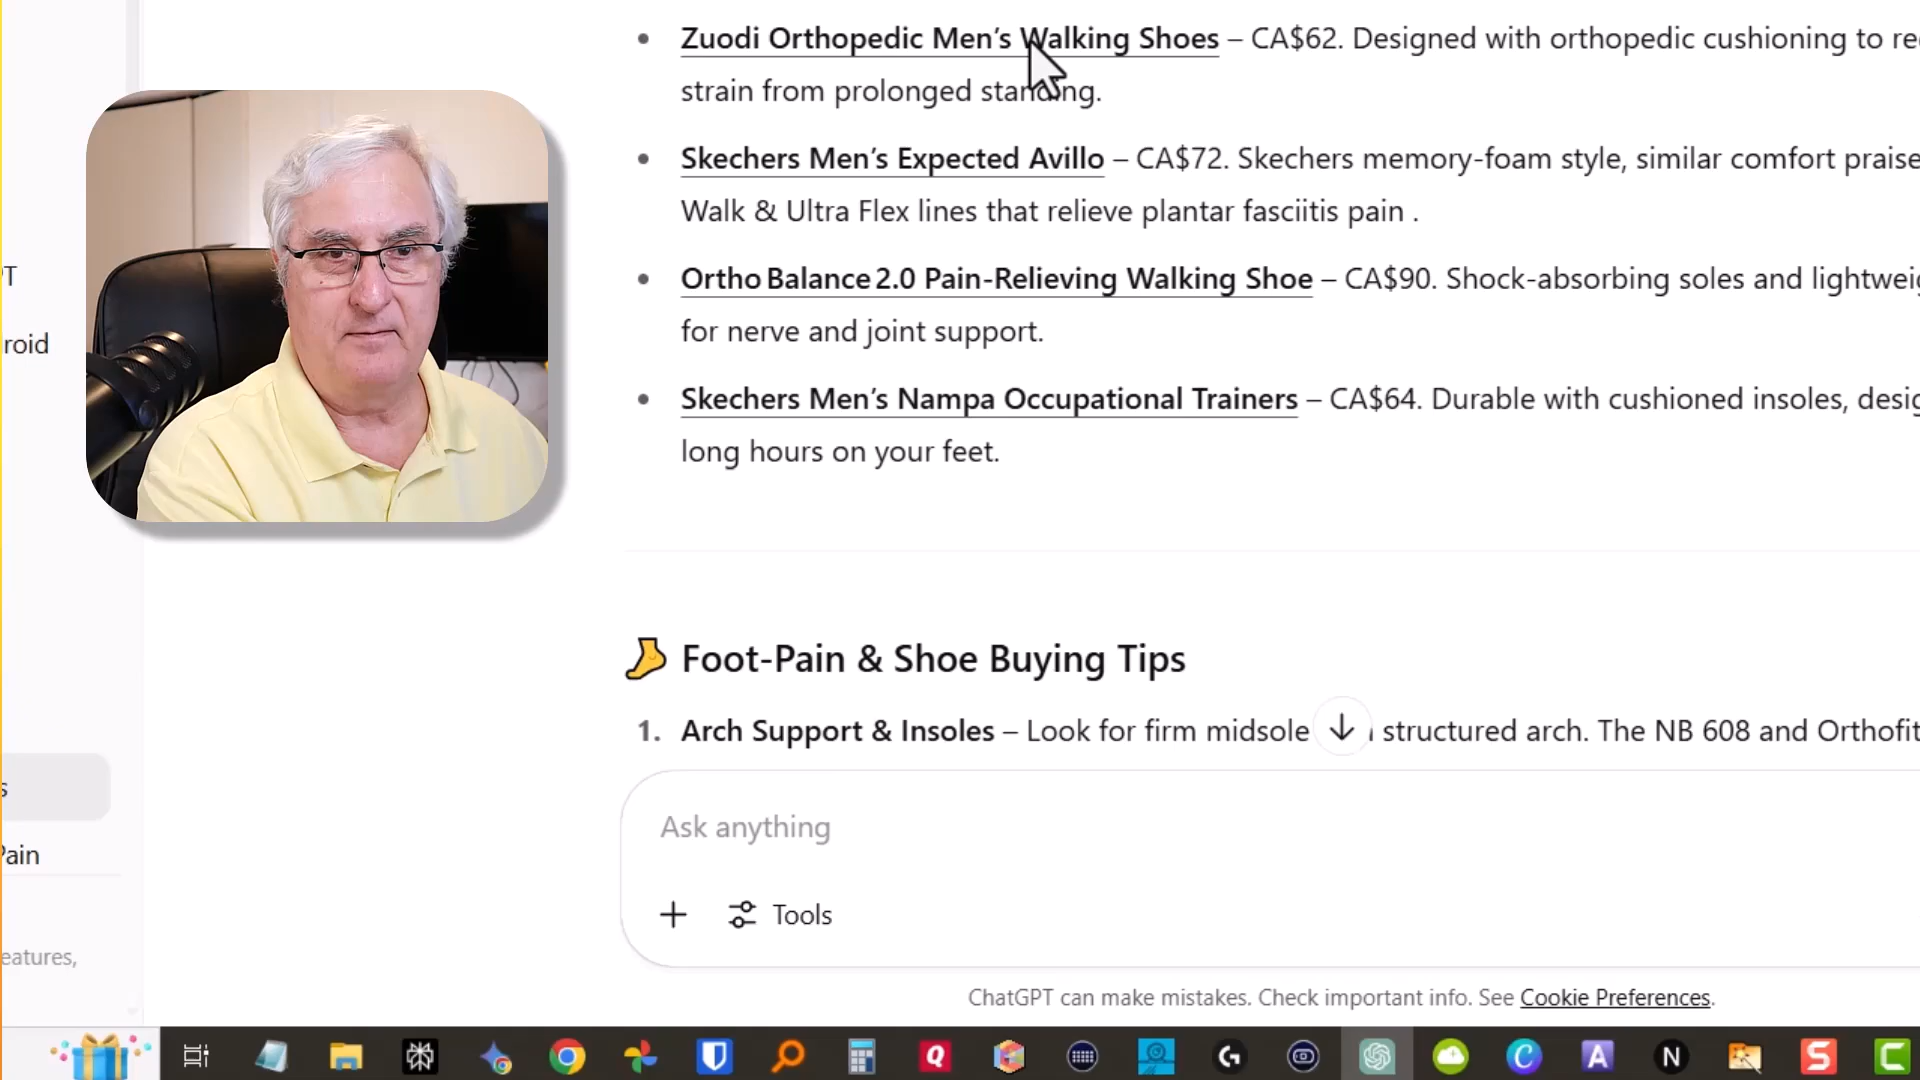 Zuodi Orthopedic Men's Walking Shoes – CA$62. Designed with orthopedic cushioning to re
strain from prolonged standing.
Skechers Men's Expected Avillo – CA$72. Skechers memory-foam style, similar comfort praise
Walk & Ultra Flex lines that relieve plantar fasciitis pain .
Ortho Balance 2.0 Pain-Relieving Walking Shoe – CA$90. Shock-absorbing soles and lightweig
for nerve and joint support.
Skechers Men's Nampa Occupational Trainers – CA$64. Durable with cushioned insoles, desig
long hours on your feet.
PT
roid
s
Pain
eatures,
Foot-Pain & Shoe Buying Tips
1. Arch Support & Insoles – Look for firm midsole structured arch. The NB 608 and Orthofit
Ask anything
Tools
ChatGPT can make mistakes. Check important info. See Cookie Preferences.